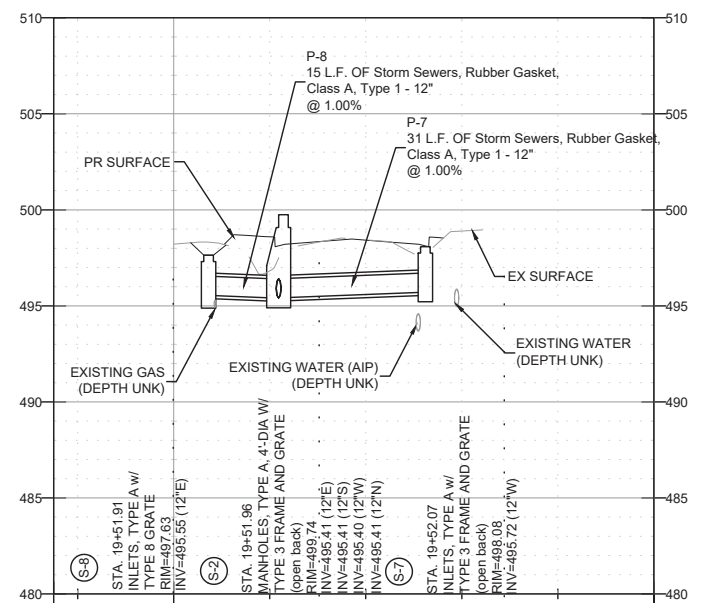 510
510
505
505
500
500
495
495
490
490
485
485
480
480
P-8
15 L.F. OF Storm Sewers, Rubber Gasket,
Class A, Type 1 - 12"
@ 1.00%
P-7
31 L.F. OF Storm Sewers, Rubber Gasket,
Class A, Type 1 - 12"
@ 1.00%
PR SURFACE
EX SURFACE
EXISTING GAS
(DEPTH UNK)
EXISTING WATER (AIP)
(DEPTH UNK)
EXISTING WATER
(DEPTH UNK)
S-8
STA. 19+51.91
INLETS, TYPE A w/
TYPE 8 GRATE
RIM=497.63
INV=495.55 (12"E)
S-2
STA. 19+51.96
MANHOLES, TYPE A, 4'-DIA W/
TYPE 3 FRAME AND GRATE
(open back)
RIM=499.74
INV=495.41 (12"E)
INV=495.41 (12"S)
INV=495.40 (12"W)
INV=495.41 (12"N)
S-7
STA. 19+52.07
INLETS, TYPE A w/
TYPE 3 FRAME AND GRATE
(open back)
RIM=498.08
INV=495.72 (12"W)